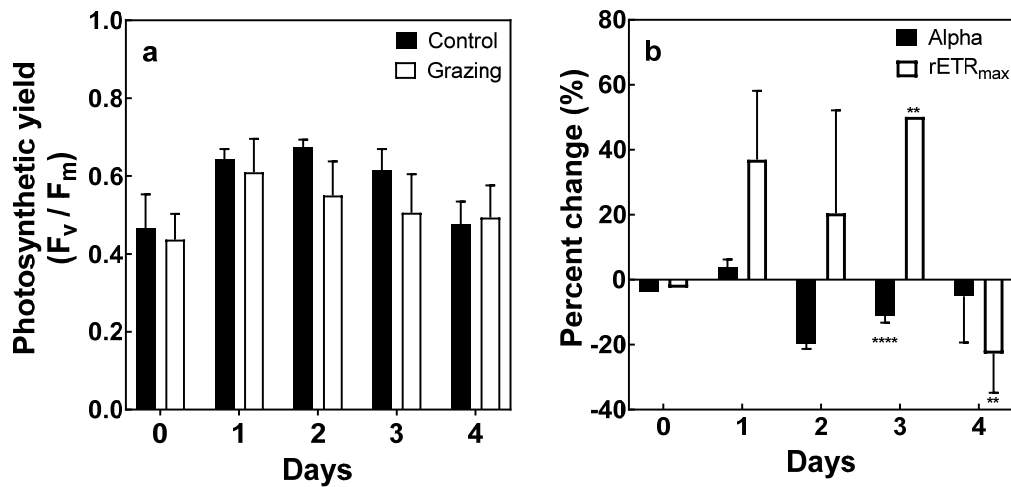 a
Control
Grazing
Photosynthetic yield
(Fv / Fm)
1.0
0.8
0.6
0.4
0.2
0.0
0 1 2 3 4
Days
b
Alpha
rETRmax
Percent change (%)
80
60
40
20
0
-20
-40
**
****
**
0 1 2 3 4
Days